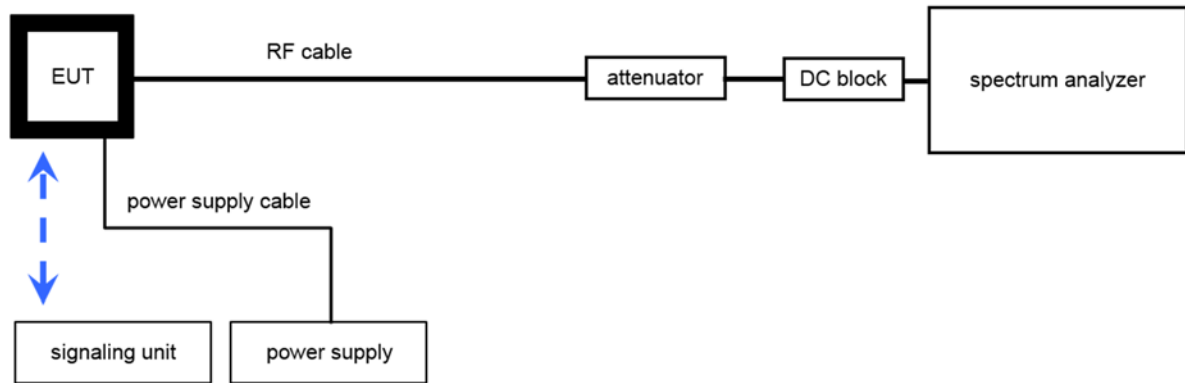 EUT
RF cable
attenuator
DC block
spectrum analyzer
power supply cable
signaling unit
power supply